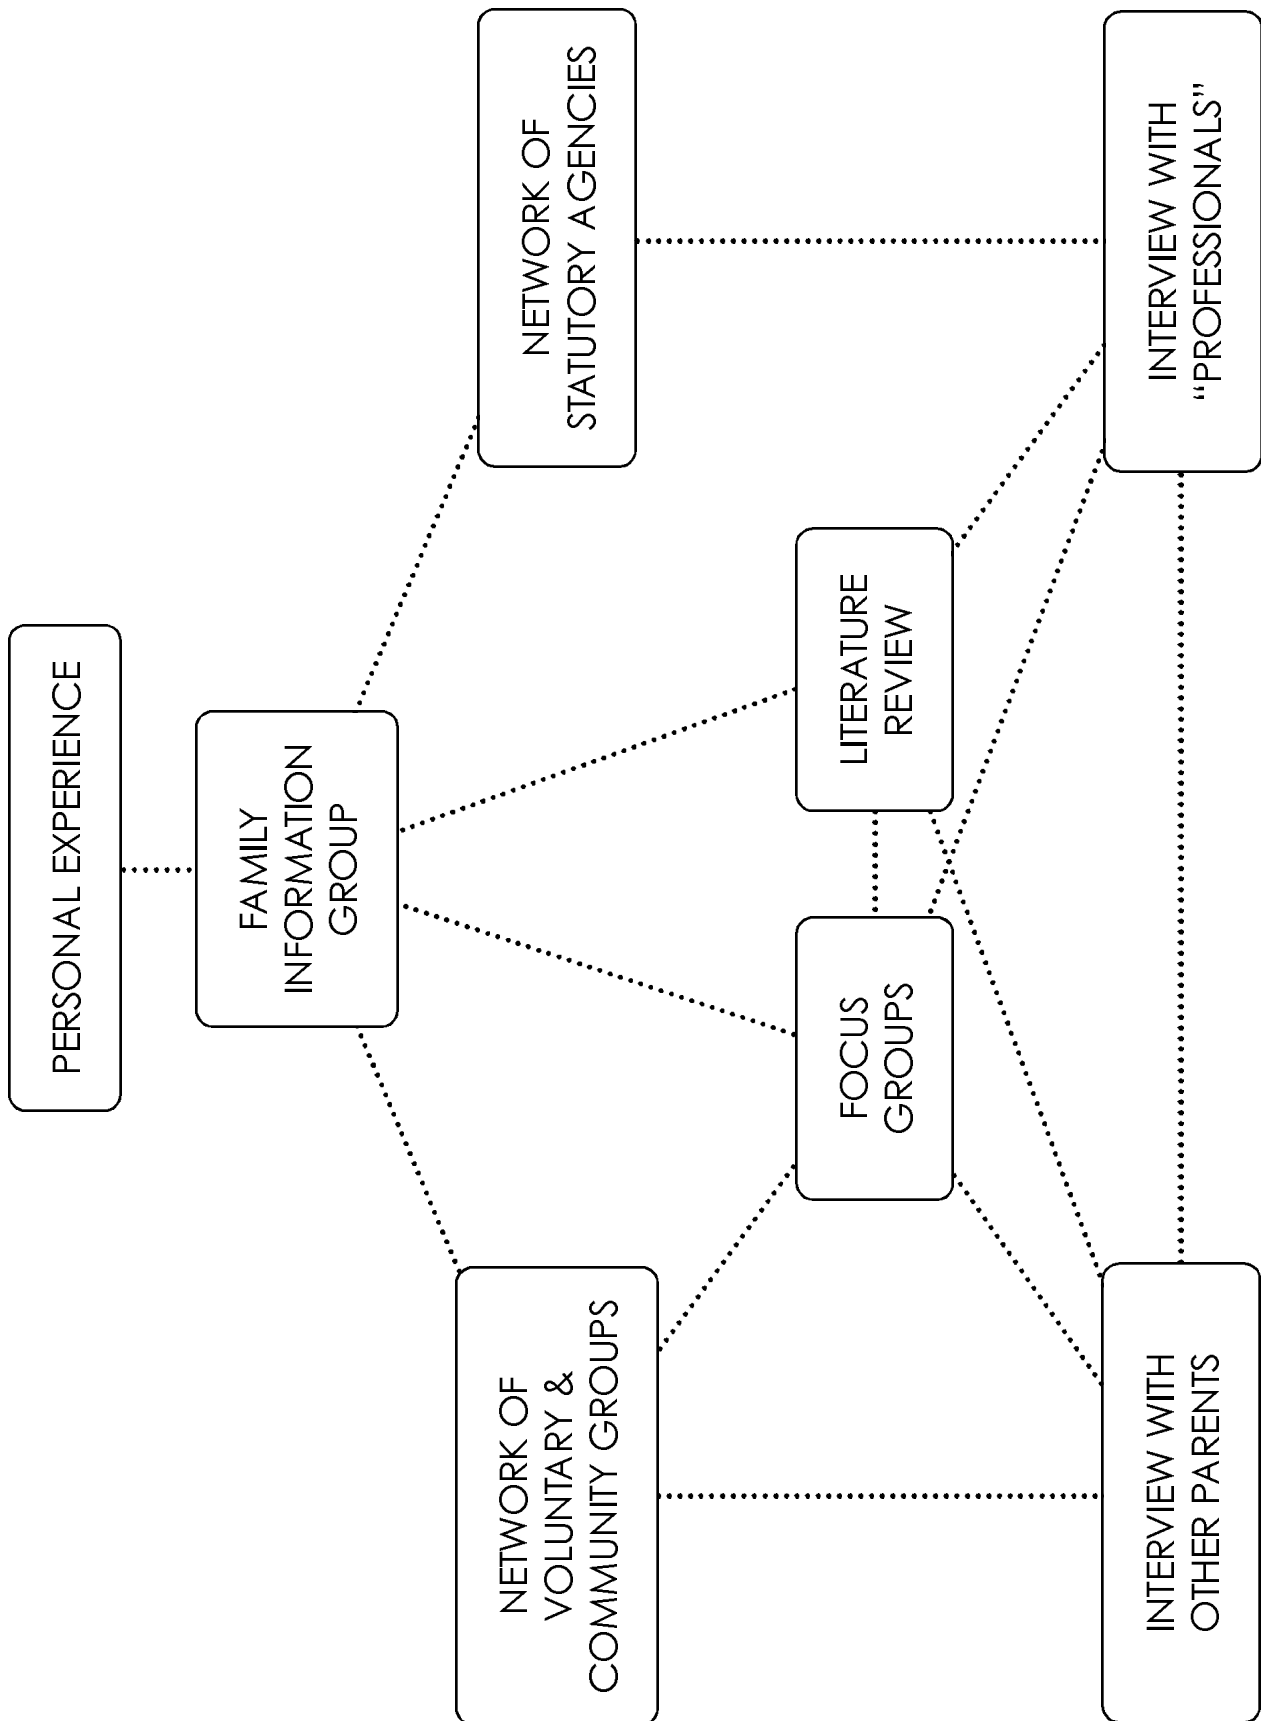 PERSONAL EXPERIENCE
FAMILY
INFORMATION
GROUP
NETWORK OF
VOLUNTARY &
COMMUNITY GROUPS
NETWORK OF
STATUTORY AGENCIES
FOCUS
GROUPS
LITERATURE
REVIEW
INTERVIEW WITH
OTHER PARENTS
INTERVIEW WITH
“PROFESSIONALS”